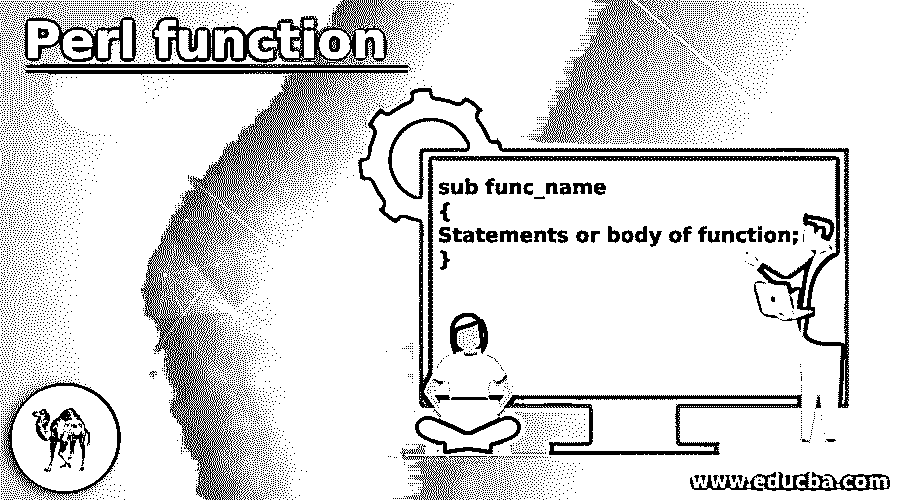 Perl function
sub func_name
{
Statements or body of function;
}
www.educba.com